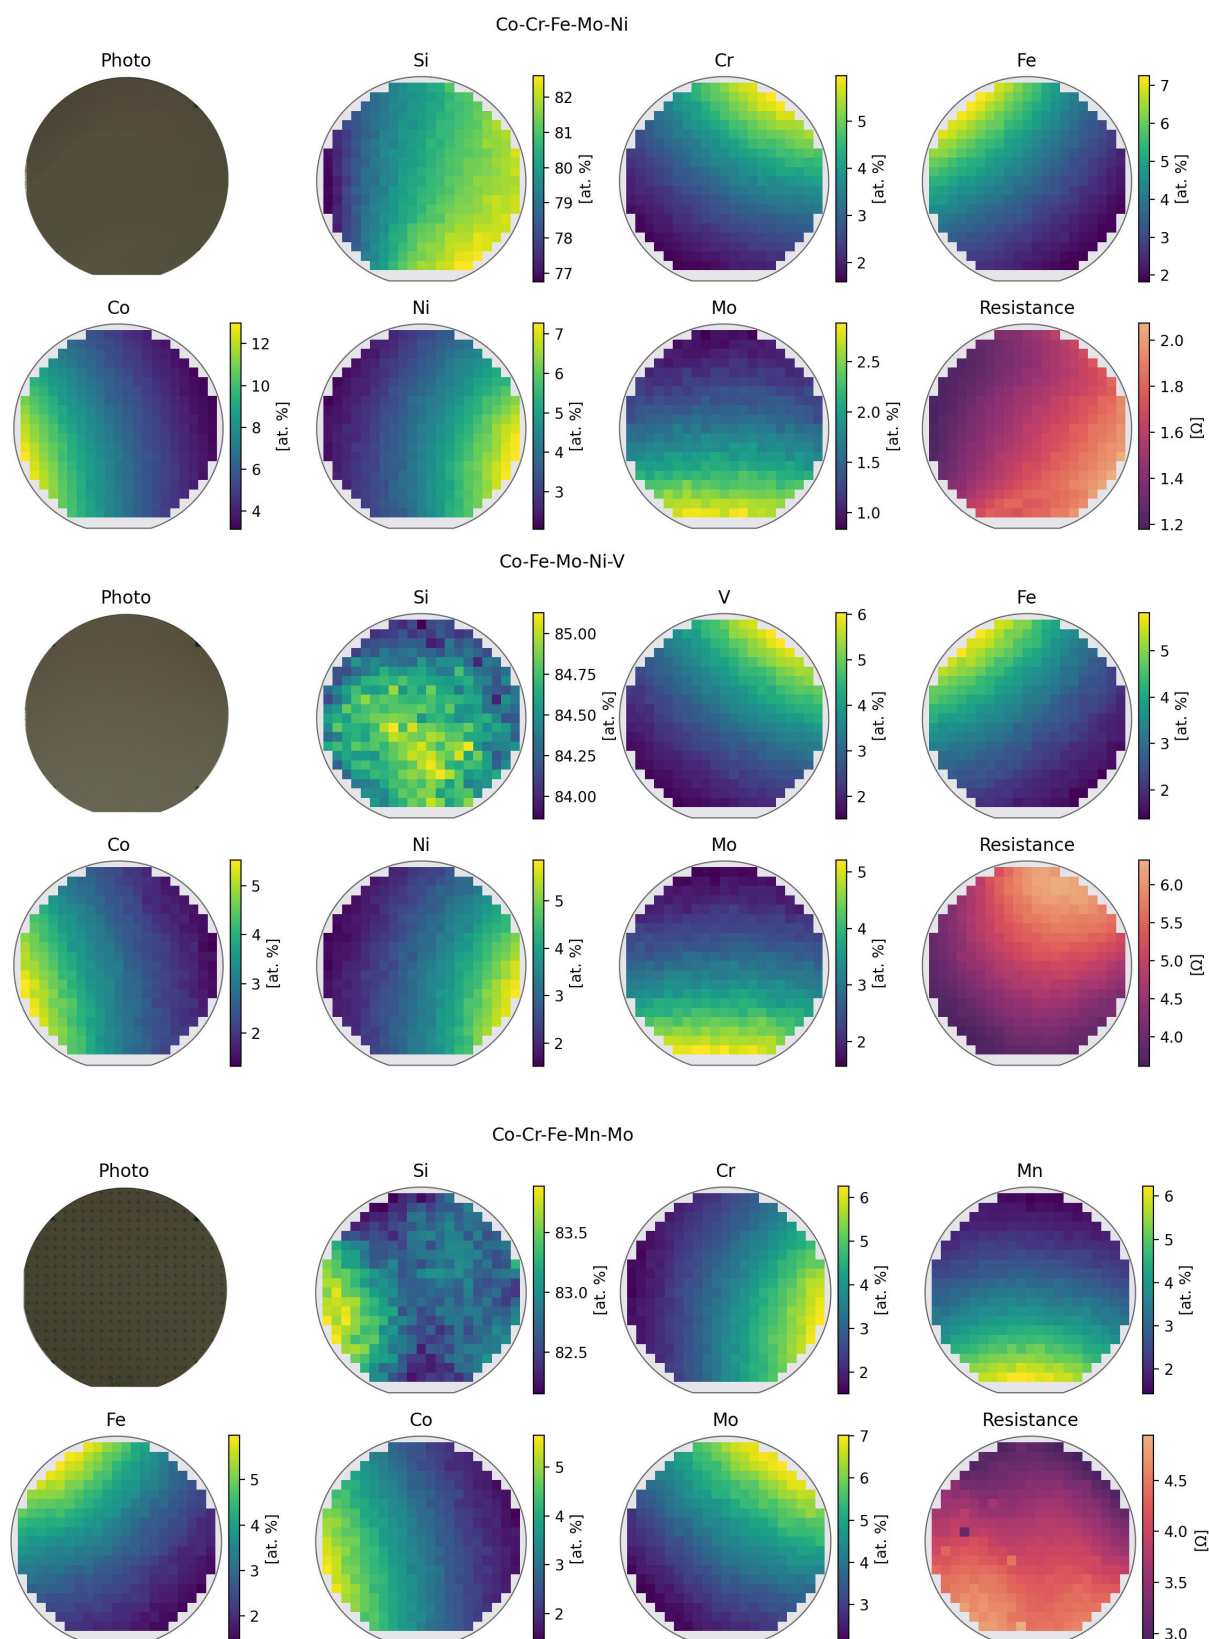 Co-Cr-Fe-Mo-Ni
Photo
Si
Cr
Fe
82
81
80
79
78
77
[at. %]
5
4
3
2
[at. %]
7
6
5
4
3
2
[at. %]
Co
Ni
Mo
Resistance
12
10
8
6
4
[at. %]
7
6
5
4
3
[at. %]
2.5
2.0
1.5
1.0
[at. %]
2.0
1.8
1.6
1.4
1.2
[Ω]
Co-Fe-Mo-Ni-V
Photo
Si
V
Fe
85.00
84.75
84.50
84.25
84.00
[at. %]
6
5
4
3
2
[at. %]
5
4
3
2
[at. %]
Co
Ni
Mo
Resistance
5
4
3
2
[at. %]
5
4
3
2
[at. %]
5
4
3
2
[at. %]
6.0
5.5
5.0
4.5
4.0
[Ω]
Co-Cr-Fe-Mn-Mo
Photo
Si
Cr
Mn
83.5
83.0
82.5
[at. %]
6
5
4
3
2
[at. %]
6
5
4
3
2
[at. %]
Fe
Co
Mo
Resistance
5
4
3
2
[at. %]
5
4
3
2
[at. %]
7
6
5
4
3
[at. %]
4.5
4.0
3.5
3.0
[Ω]